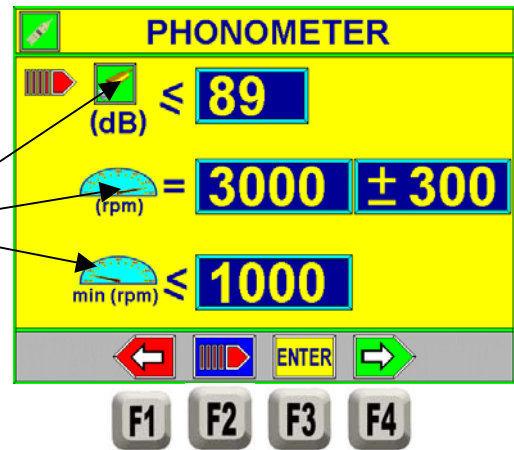 PHONOMETER
(dB) ≤ 89
(rpm) = 3000 ± 300
min (rpm) ≤ 1000
ENTER
F1 F2 F3 F4